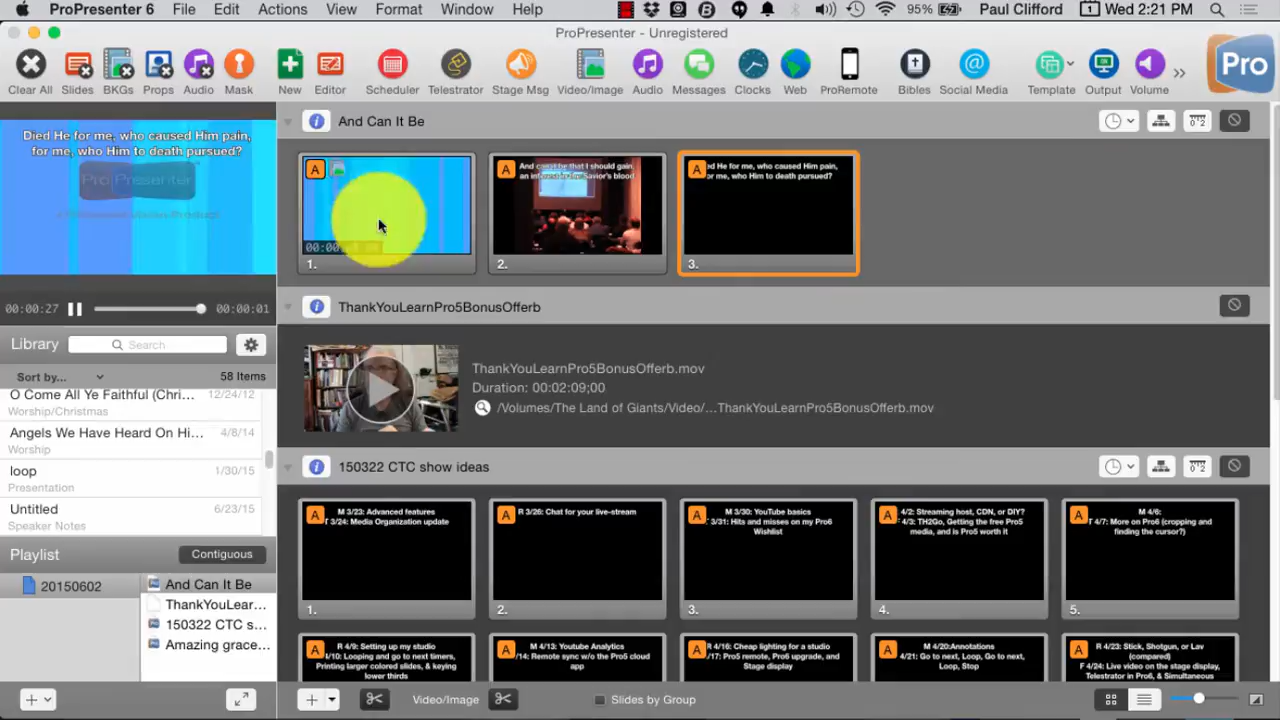 ProPresenter 6 File Edit Actions View Format Window Help 95% Paul Clifford Wed 2:21 PM
ProPresenter - Unregistered
Clear All Slides BKGs Props Audio Mask New Editor Scheduler Telestrator Stage Msg Video/Image Audio Messages Clocks Web ProRemote Bibles Social Media Template Output Volume
Pro
Died He for me, who caused Him pain,
for me, who Him to death pursued?
ProPresenter
00:00:27 00:00:01
Library Search
Sort by... 58 Items
O Come All Ye Faithful (Chri... 12/24/12
Worship/Christmas
Angels We Have Heard On Hi... 4/8/14
Worship
loop 1/30/15
Presentation
Untitled 6/23/15
Speaker Notes
Playlist Contiguous
20150602
And Can It Be
ThankYouLear...
150322 CTC s...
Amazing grace...
And Can It Be
A
00:00
1.
A
And can it be that I should gain
an interest in the Savior's blood
2.
A
ed He for me, who caused Him pain,
or me, who Him to death pursued?
3.
ThankYouLearnPro5BonusOfferb
ThankYouLearnPro5BonusOfferb.mov
Duration: 00:02:09;00
/Volumes/The Land of Giants/Video/...ThankYouLearnPro5BonusOfferb.mov
150322 CTC show ideas
A
M 3/23: Advanced features
T 3/24: Media Organization update
1.
A
R 3/26: Chat for your live-stream
2.
A
M 3/30: YouTube basics
3/31: Hits and misses on my Pro6
Wishlist
3.
A
4/2: Streaming host, CDN, or DIY?
4/3: TH2Go, Getting the free Pro5
media, and is Pro5 worth it
4.
A
M 4/6:
T 4/7: More on Pro6 (cropping and
finding the cursor?)
5.
A
R 4/9: Setting up my studio
4/10: Looping and go to next timers,
Printing larger colored slides, & keying
lower thirds
A
M 4/13: Youtube Analytics
/14: Remote sync w/o the Pro5 cloud
app
A
R 4/16: Cheap lighting for a studio
/17: Pro5 remote, Pro6 upgrade, and
Stage display
A
M 4/20:Annotations
4/21: Go to next, Loop, Go to next,
Loop, Stop
A
R 4/23: Stick, Shotgun, or Lav
(compared)
F 4/24: Live video on the stage display,
Telestrator in Pro6, & Simultaneous
Video/Image Slides by Group